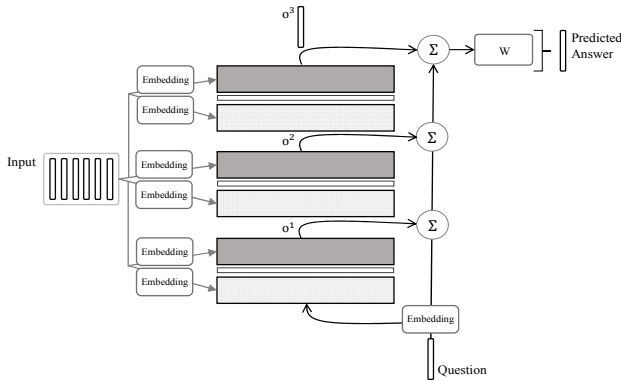 o³
Σ
W
Predicted
Answer
Embedding
Embedding
o²
Σ
Input
Embedding
Embedding
o¹
Σ
Embedding
Embedding
Embedding
Question